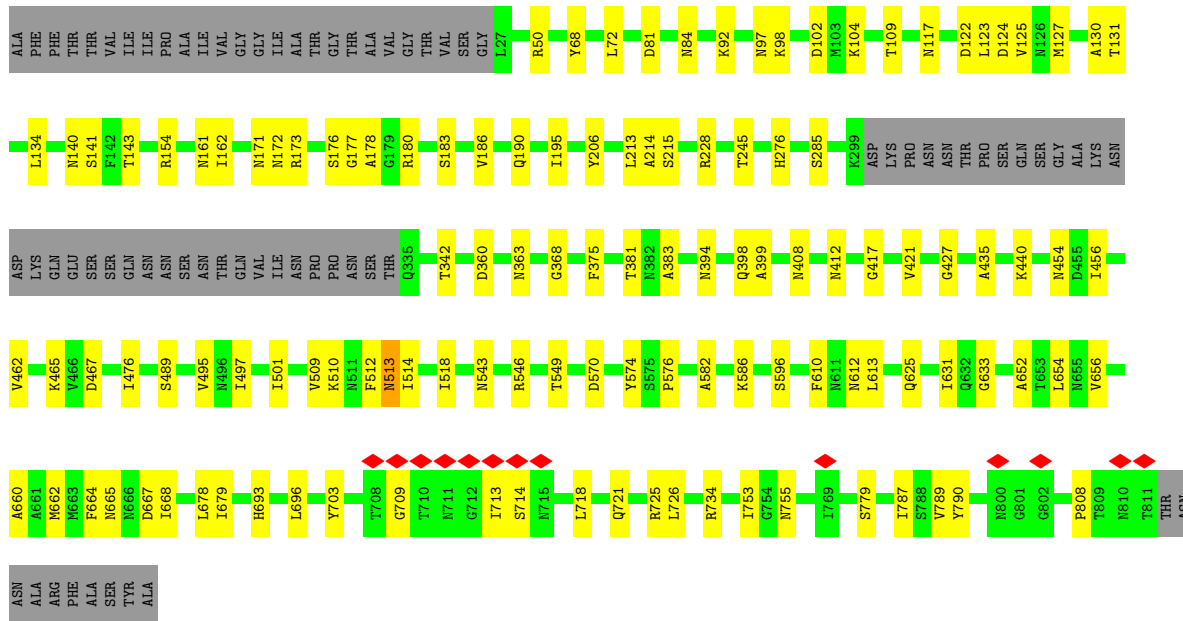 ALA PHE PHE THR THR VAL ILE ILE PRO ALA ILE VAL GLY GLY ILE ALA THR GLY THR ALA VAL GLY THR VAL SER GLY L27 R50 Y68 L72 D81 N84 K92 N97 K98 D102 M103 K104 T109 N117 D122 L123 D124 V125 N126 M127 A130 T131
L134 N140 S141 F142 T143 R154 N161 I162 N171 N172 R173 S176 G177 A178 G179 R180 S183 V186 Q190 I195 Y206 L213 A214 S215 R228 T245 H276 S285 K299 ASP LYS PRO ASN ASN THR PRO SER GLN SER GLY ALA LYS ASN
ASP LYS GLN GLU SER SER GLN ASN ASN SER ASN THR GLN VAL ILE ASN PRO PRO ASN SER THR Q335 T342 D360 N363 G368 F375 T381 N382 A383 N394 Q398 A399 N408 N412 G417 V421 G427 A435 K440 N454 D455 I456
V462 K465 V466 D467 I476 S489 V495 N496 I497 I501 V509 K510 N511 F512 N513 I514 I518 N543 R546 T549 D570 Y574 S575 P576 A582 K586 S596 F610 N611 N612 L613 Q625 I631 Q632 G633 A652 T653 L654 N655 V656
A660 A661 M662 M663 F664 N665 N666 D667 I668 L678 I679 H693 L696 Y703 T708 G709 T710 N711 G712 I713 S714 N715 L718 Q721 R725 L726 R734 I753 G754 N755 I769 S779 I787 S788 V789 Y790 N800 G801 G802 P808 T809 N810 T811 THR ASN
ASN ALA ARG PHE ALA SER TYR ALA